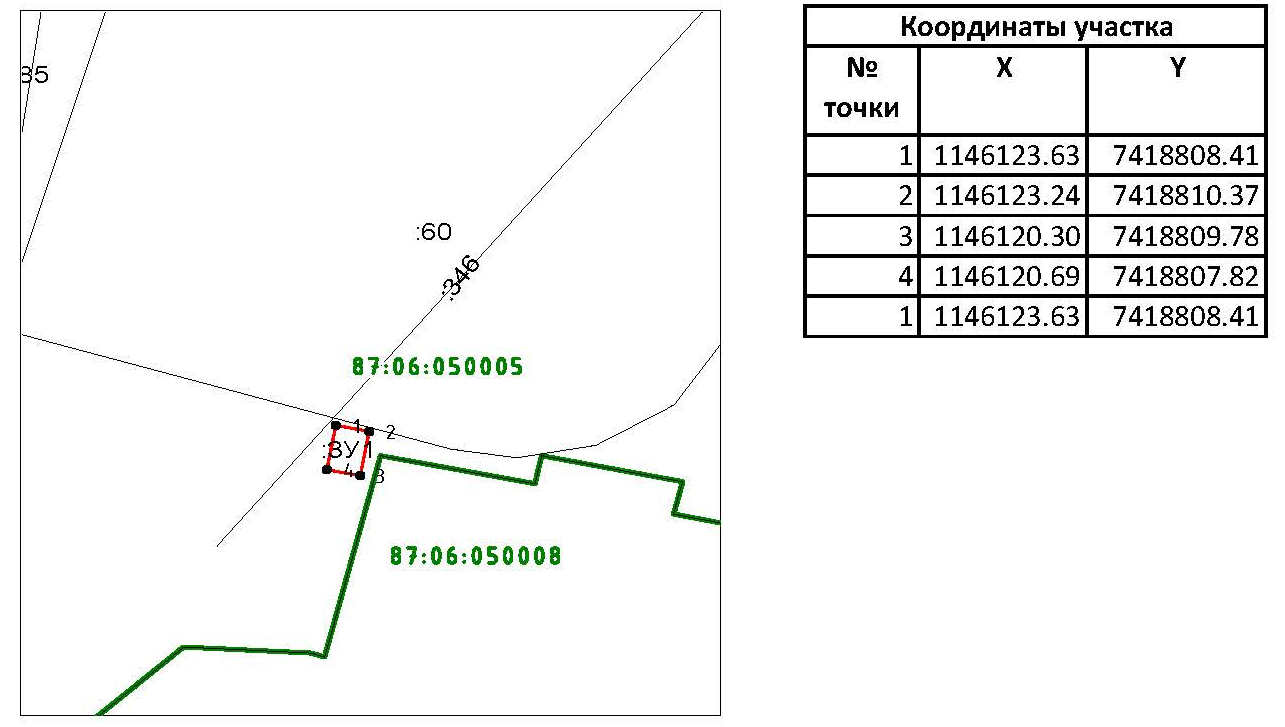 :60
:346
87:06:050005
1
2
:ЗУ1
4
3
87:06:050008
Координаты участка
№ точки X Y
1 1146123.63 7418808.41
2 1146123.24 7418810.37
3 1146120.30 7418809.78
4 1146120.69 7418807.82
1 1146123.63 7418808.41